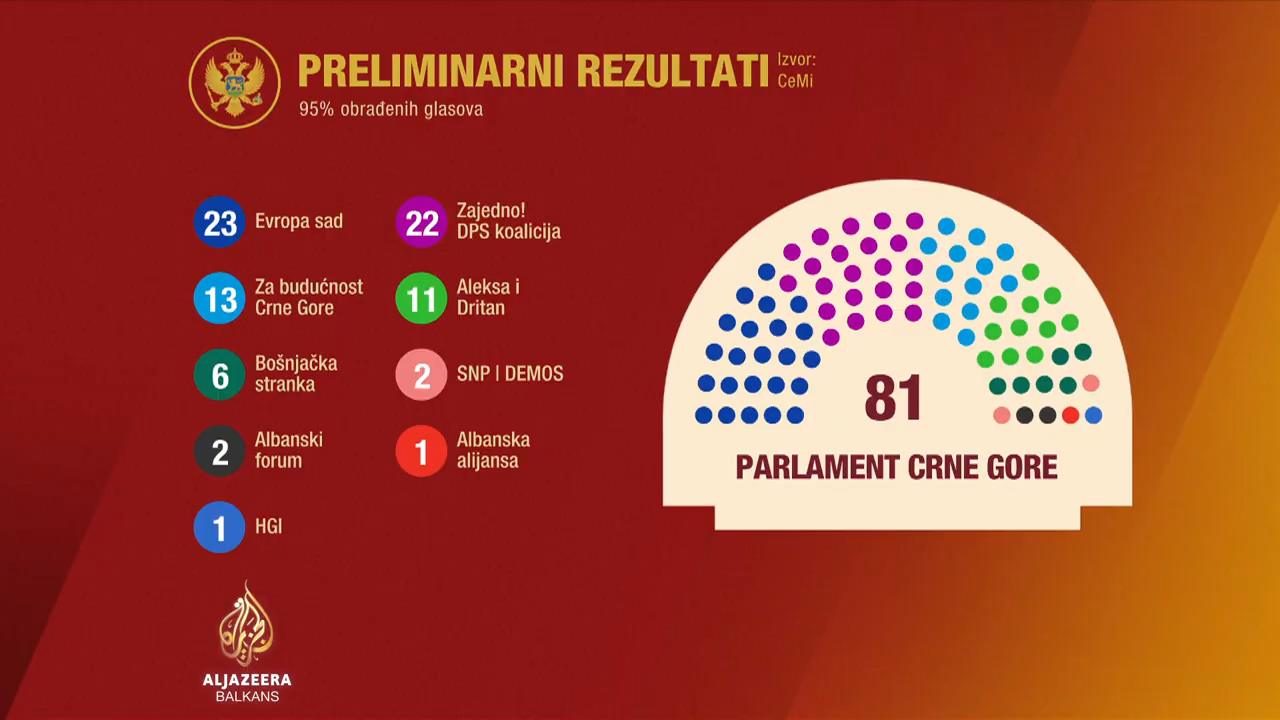 PRELIMINARNI REZULTATI
Izvor:
CeMi
95% obrađenih glasova
23 Evropa sad
22 Zajedno!
DPS koalicija
13 Za budućnost
Crne Gore
11 Aleksa i
Dritan
6 Bošnjačka
stranka
2 SNP | DEMOS
2 Albanski
forum
1 Albanska
alijansa
1 HGI
81
PARLAMENT CRNE GORE
ALJAZEERA
BALKANS